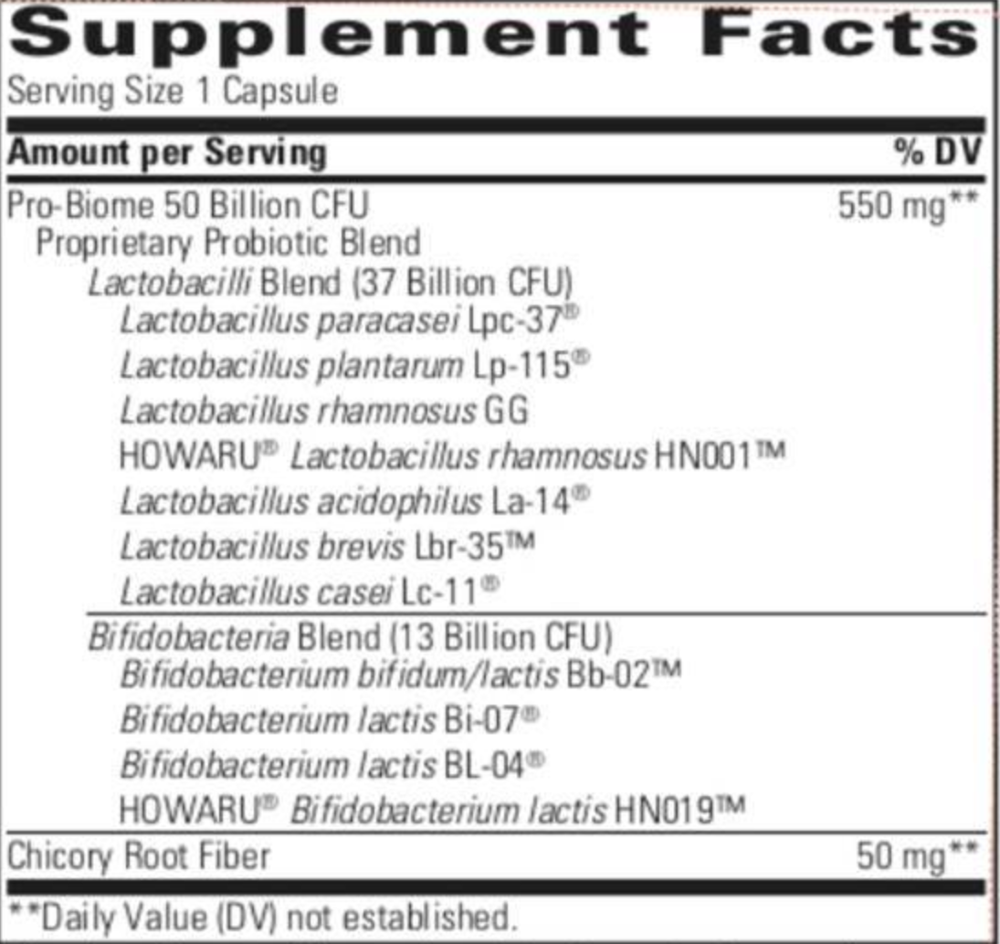 Supplement Facts
Serving Size 1 Capsule
Amount per Serving % DV
Pro-Biome 50 Billion CFU 550 mg**
Proprietary Probiotic Blend
Lactobacilli Blend (37 Billion CFU)
Lactobacillus paracasei Lpc-37®
Lactobacillus plantarum Lp-115®
Lactobacillus rhamnosus GG
HOWARU® Lactobacillus rhamnosus HN001™
Lactobacillus acidophilus La-14®
Lactobacillus brevis Lbr-35™
Lactobacillus casei Lc-11®
Bifidobacteria Blend (13 Billion CFU)
Bifidobacterium bifidum/lactis Bb-02™
Bifidobacterium lactis Bi-07®
Bifidobacterium lactis BL-04®
HOWARU® Bifidobacterium lactis HN019™
Chicory Root Fiber 50 mg**
**Daily Value (DV) not established.